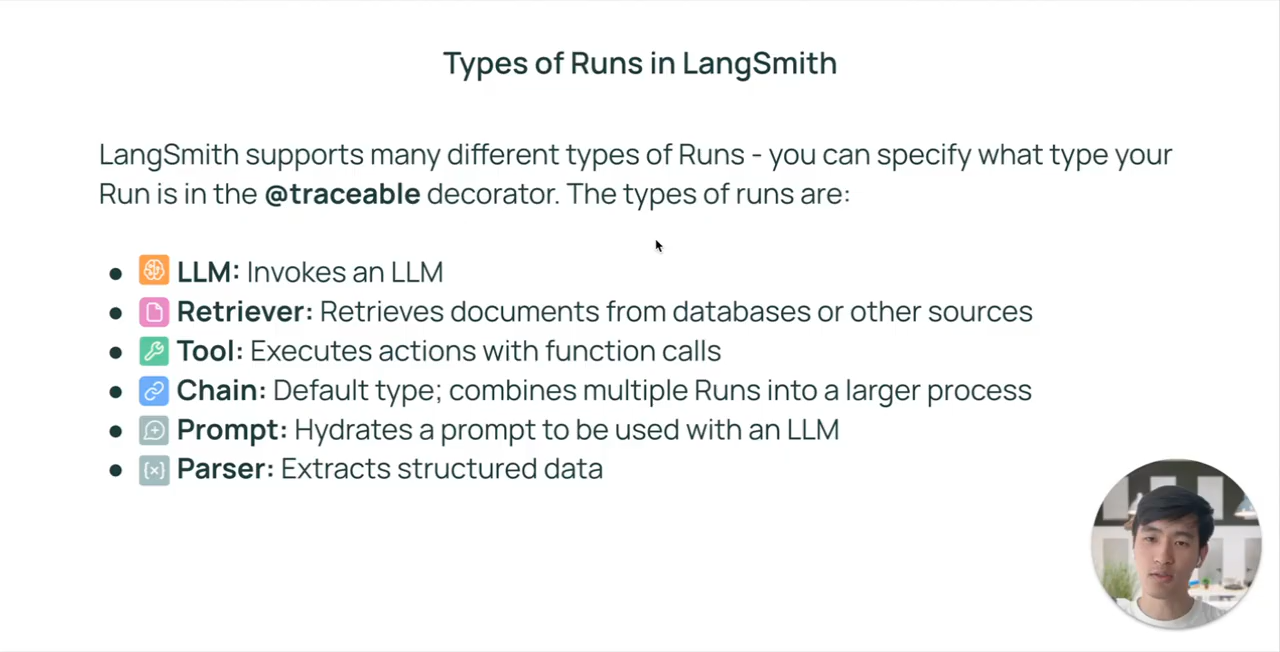 Types of Runs in LangSmith
LangSmith supports many different types of Runs - you can specify what type your
Run is in the @traceable decorator. The types of runs are:
● LLM: Invokes an LLM
● Retriever: Retrieves documents from databases or other sources
● Tool: Executes actions with function calls
● Chain: Default type; combines multiple Runs into a larger process
● Prompt: Hydrates a prompt to be used with an LLM
● {x} Parser: Extracts structured data